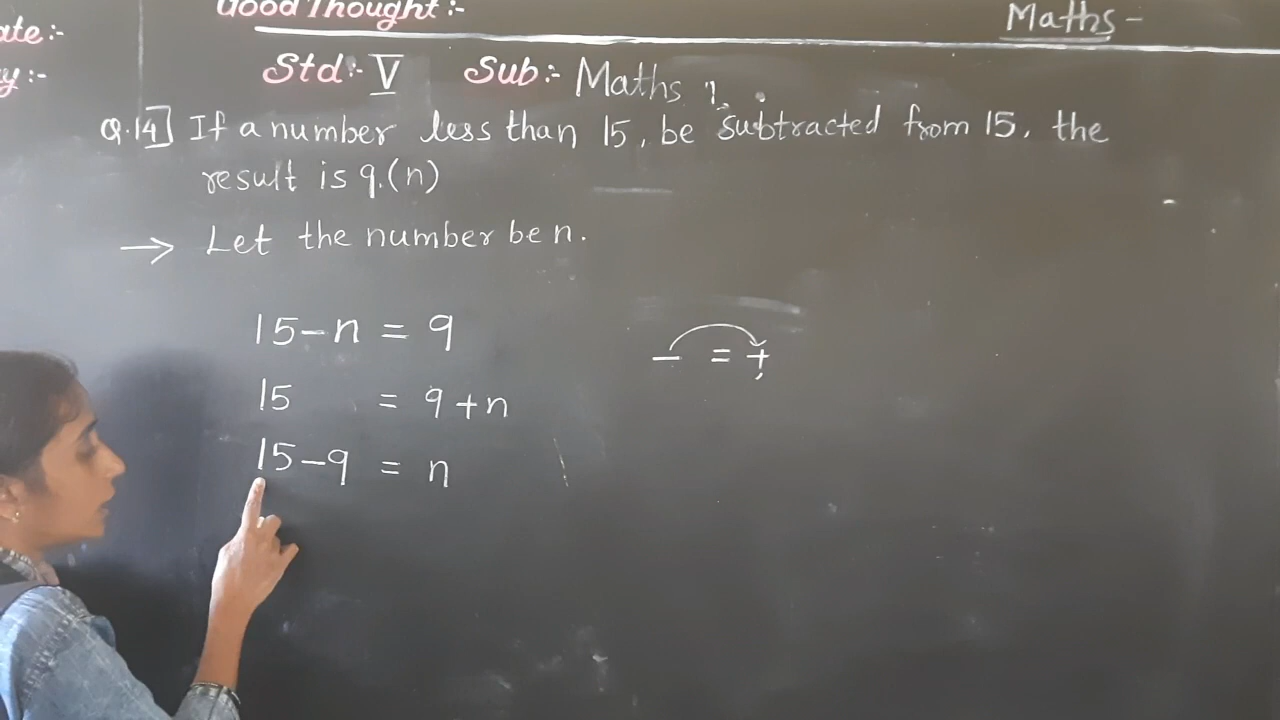 ate:-
Good Thought:-
Maths -
y:-
Std:- V Sub:- Maths
Q.14] If a number less than 15, be subtracted from 15, the
result is 9.(n)
→ Let the number be n.
15-n = 9
- = +
15 = 9+n
15-9 = n